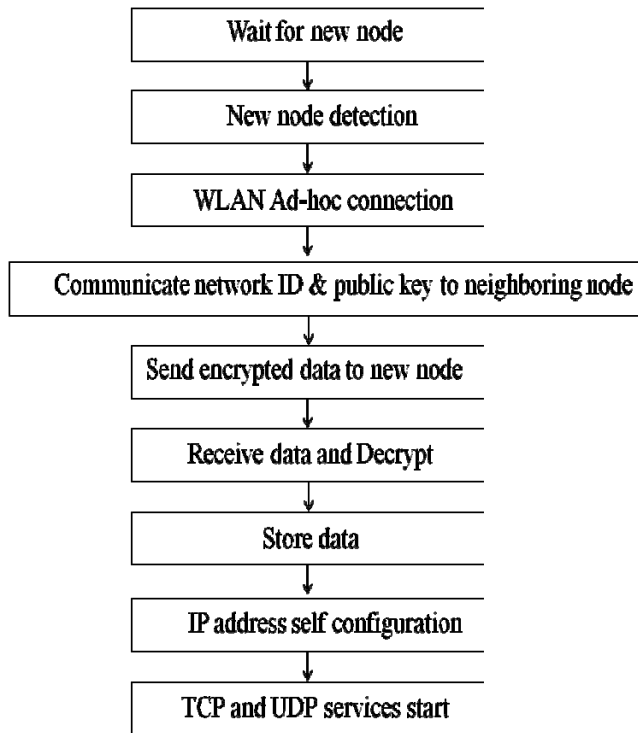 Wait for new node
New node detection
WLAN Ad-hoc connection
Communicate network ID & public key to neighboring node
Send encrypted data to new node
Receive data and Decrypt
Store data
IP address self configuration
TCP and UDP services start